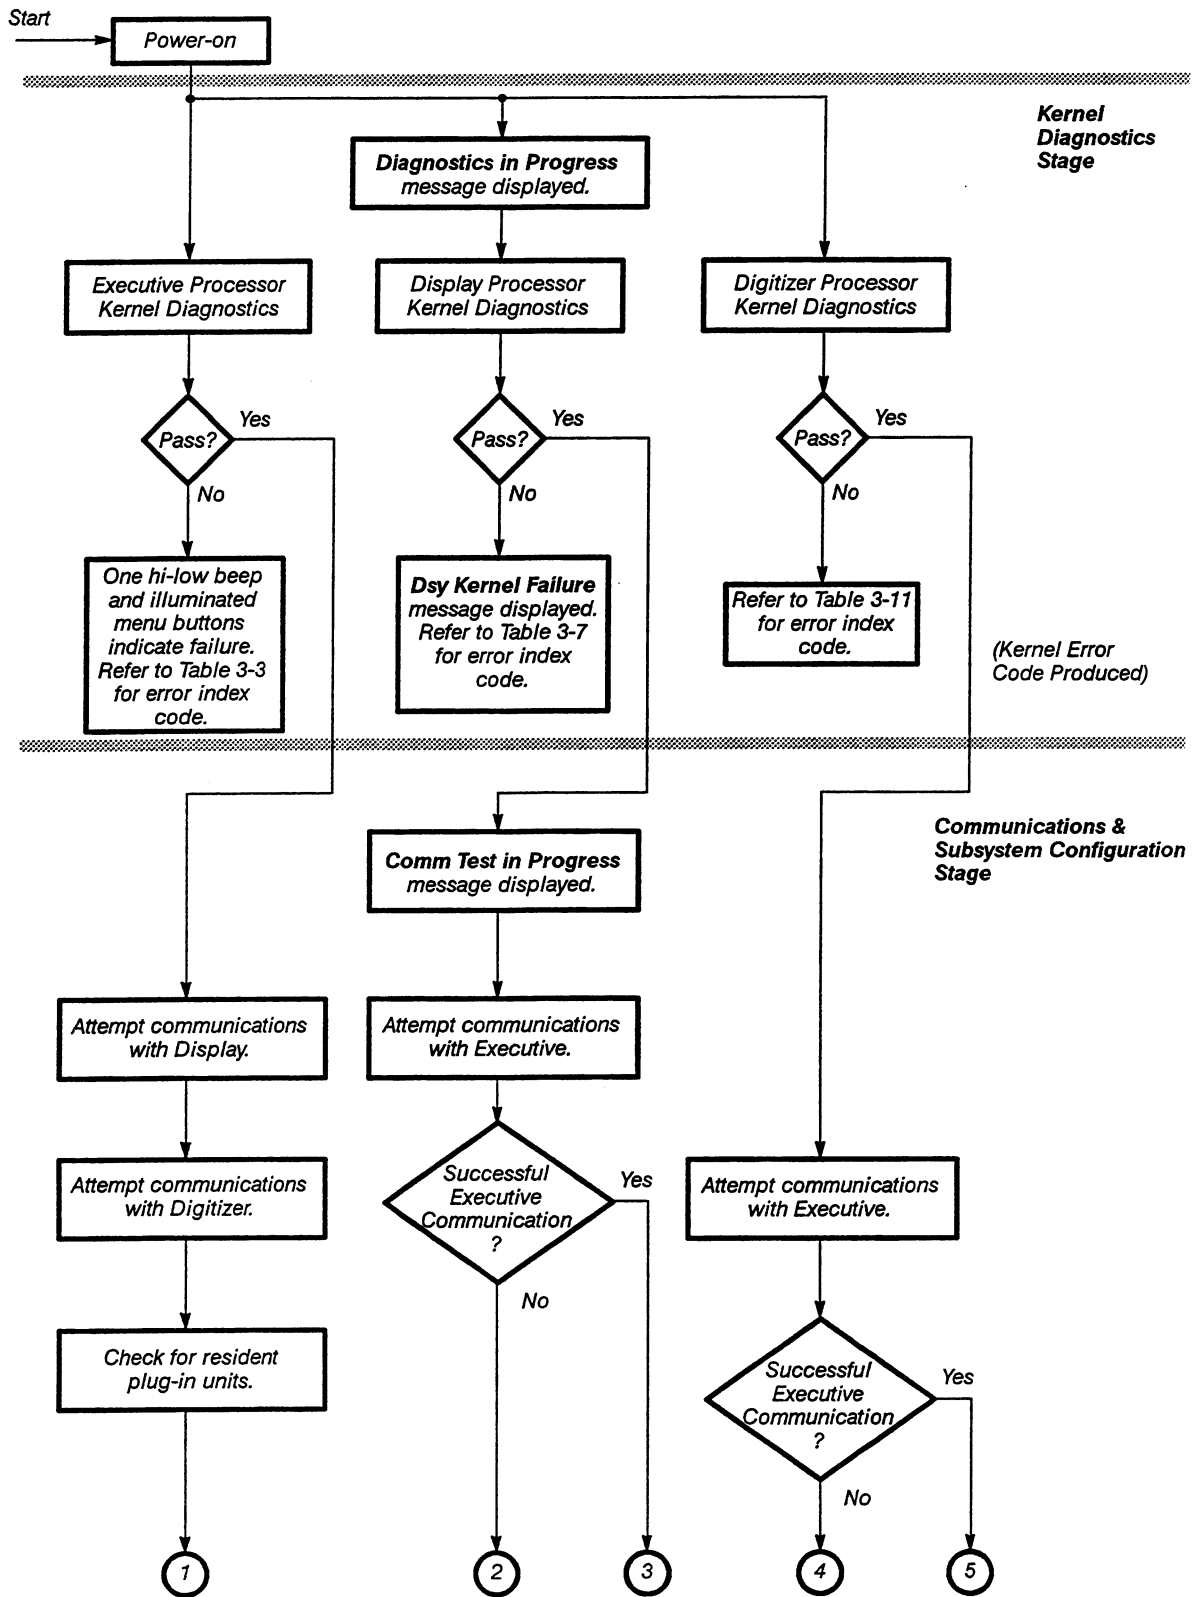 Start
Power-on
Kernel
Diagnostics
Stage
Diagnostics in Progress
message displayed.
Executive Processor
Kernel Diagnostics
Display Processor
Kernel Diagnostics
Digitizer Processor
Kernel Diagnostics
Pass?
Yes
No
Pass?
Yes
No
Pass?
Yes
No
One hi-low beep
and illuminated
menu buttons
indicate failure.
Refer to Table 3-3
for error index
code.
Dsy Kernel Failure
message displayed.
Refer to Table 3-7
for error index
code.
Refer to Table 3-11
for error index
code.
(Kernel Error
Code Produced)
Communications &
Subsystem Configuration
Stage
Comm Test in Progress
message displayed.
Attempt communications
with Display.
Attempt communications
with Executive.
Attempt communications
with Digitizer.
Successful
Executive
Communication
?
Yes
No
Attempt communications
with Executive.
Check for resident
plug-in units.
Successful
Executive
Communication
?
Yes
No
1
2
3
4
5